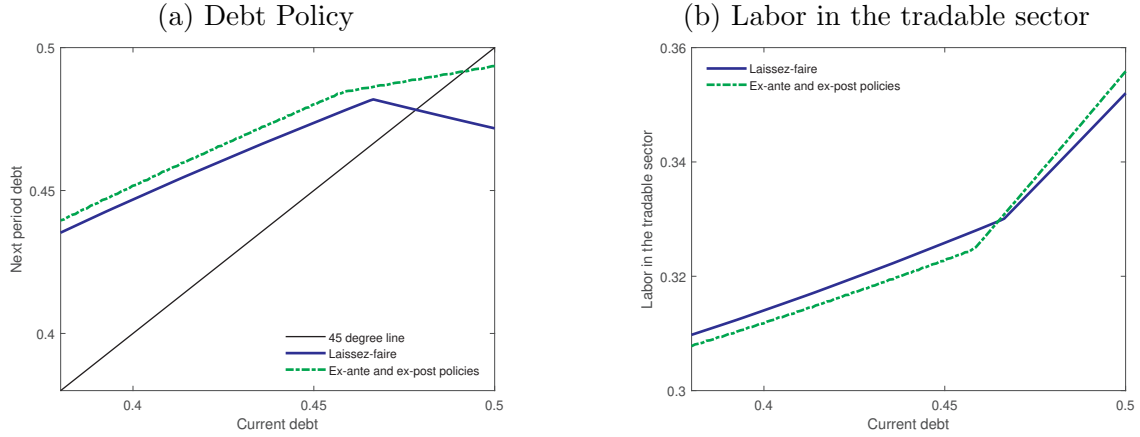 (a) Debt Policy
0.5
0.45
0.4
Next period debt
45 degree line
Laissez-faire
Ex-ante and ex-post policies
0.4
0.45
0.5
Current debt
(b) Labor in the tradable sector
0.36
0.34
0.32
0.3
Labor in the tradable sector
Laissez-faire
Ex-ante and ex-post policies
0.4
0.45
0.5
Current debt